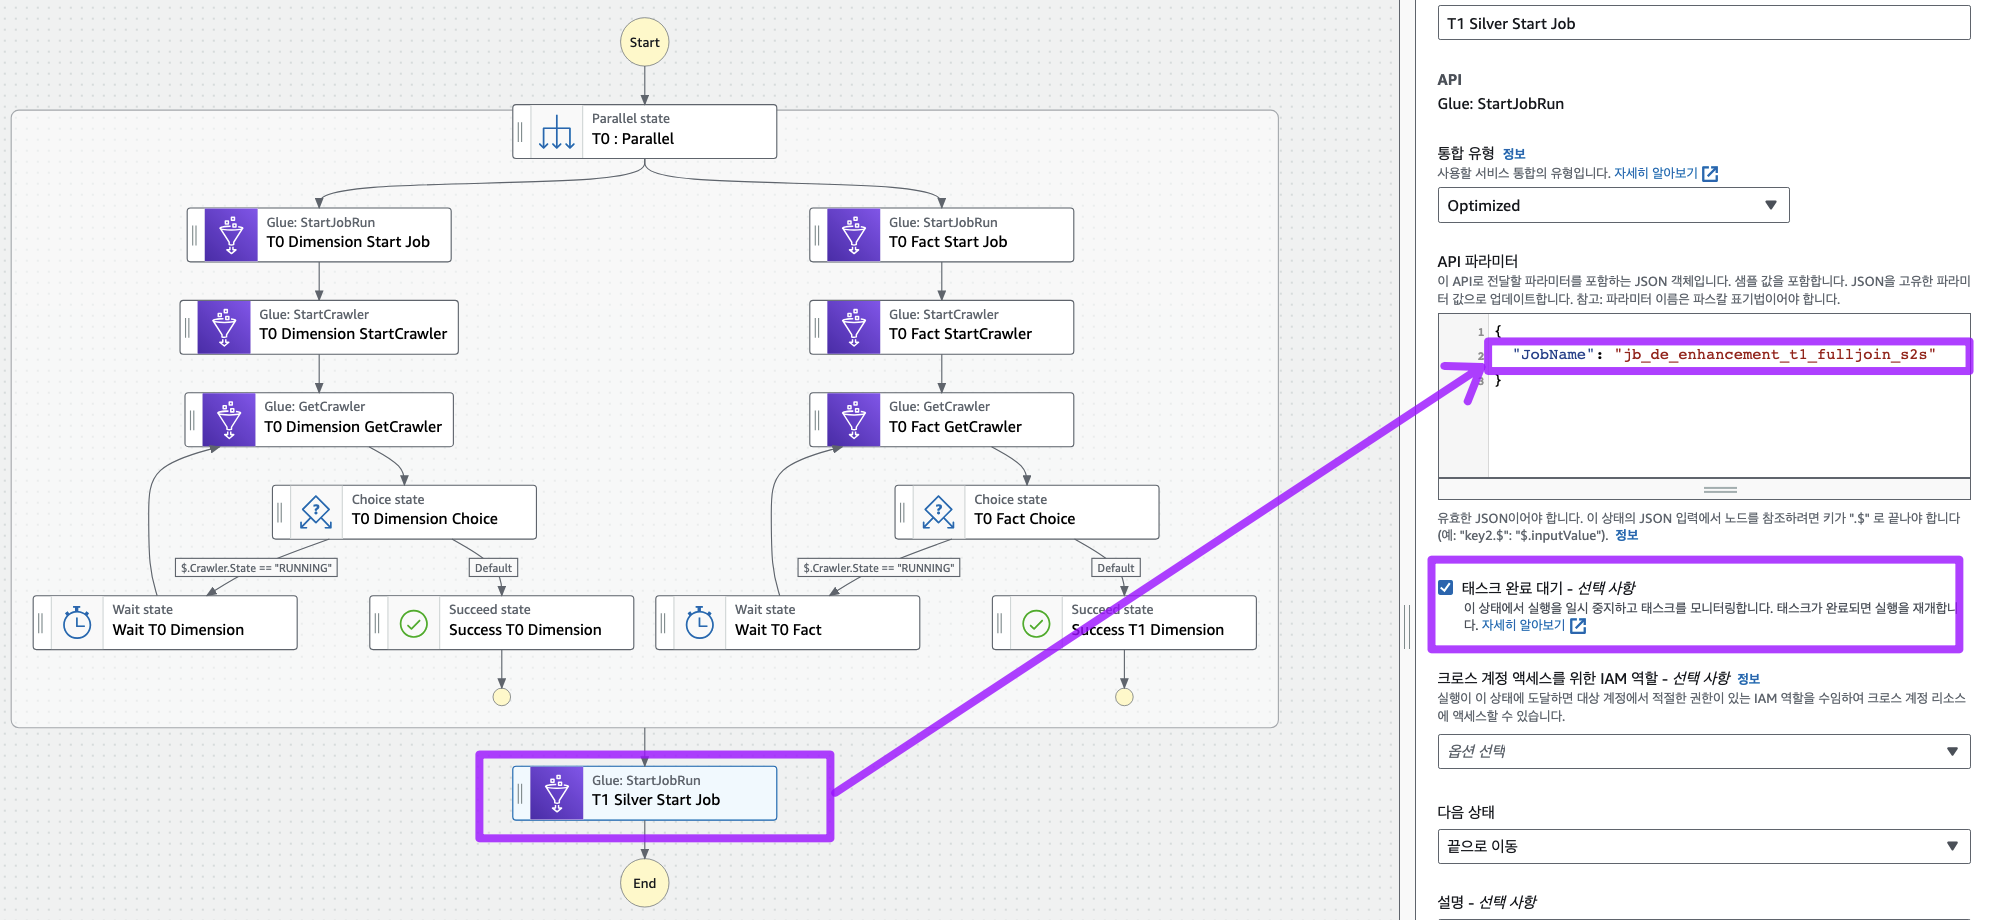 Start
Parallel state
T0 : Parallel
Glue: StartJobRun
T0 Dimension Start Job
Glue: StartJobRun
T0 Fact Start Job
Glue: StartCrawler
T0 Dimension StartCrawler
Glue: StartCrawler
T0 Fact StartCrawler
Glue: GetCrawler
T0 Dimension GetCrawler
Glue: GetCrawler
T0 Fact GetCrawler
Choice state
T0 Dimension Choice
Choice state
T0 Fact Choice
$.Crawler.State == "RUNNING"
Default
$.Crawler.State == "RUNNING"
Default
Wait state
Wait T0 Dimension
Succeed state
Success T0 Dimension
Wait state
Wait T0 Fact
Succeed state
Success T1 Dimension
Glue: StartJobRun
T1 Silver Start Job
End
T1 Silver Start Job
API
Glue: StartJobRun
통합 유형 정보
사용할 서비스 통합의 유형입니다. 자세히 알아보기
Optimized
API 파라미터
이 API로 전달할 파라미터를 포함하는 JSON 객체입니다. 샘플 값을 포함합니다. JSON을 고유한 파라미
터 값으로 업데이트합니다. 참고: 파라미터 이름은 파스칼 표기법이어야 합니다.
1 {
2 "JobName": "jb_de_enhancement_t1_fulljoin_s2s"
3 }
유효한 JSON이어야 합니다. 이 상태의 JSON 입력에서 노드를 참조하려면 키가 ".$" 로 끝나야 합니다
(예: "key2.$": "$.inputValue"). 정보
태스크 완료 대기 - 선택 사항
이 상태에서 실행을 일시 중지하고 태스크를 모니터링합니다. 태스크가 완료되면 실행을 재개합니
다. 자세히 알아보기
크로스 계정 액세스를 위한 IAM 역할 - 선택 사항 정보
실행이 이 상태에 도달하면 대상 계정에서 적절한 권한이 있는 IAM 역할을 수임하여 크로스 계정 리소스
에 액세스할 수 있습니다.
옵션 선택
다음 상태
끝으로 이동
설명 - 선택 사항